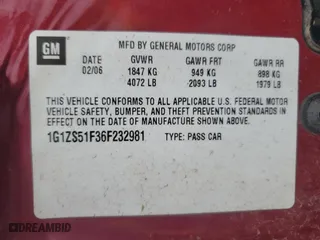 GM
MFD BY GENERAL MOTORS CORP
DATE GVWR GAWR FRT GAWR RR
02/06 1847 KG 949 KG 898 KG
4072 LB 2093 LB 1979 LB
THIS VEHICLE CONFORMS TO ALL APPLICABLE U.S. FEDERAL MOTOR
VEHICLE SAFETY, BUMPER, AND THEFT PREVENTION STANDARDS IN
EFFECT ON THE DATE OF MANUFACTURE SHOWN ABOVE.
1G1ZS51F36F232981 TYPE: PASS CAR
© IDREAMBID